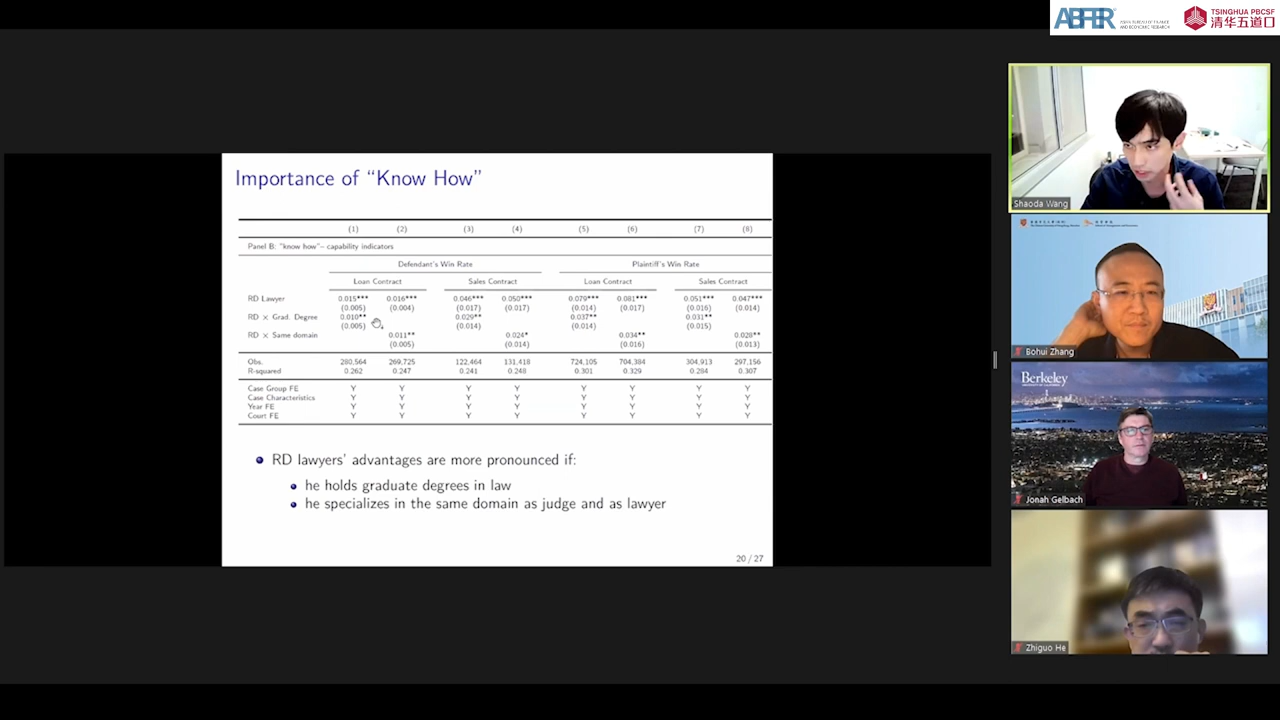 ABFER
ASIAN BUREAU OF FINANCE
AND ECONOMIC RESEARCH
TSINGHUA PBCSF
清华五道口
Importance of “Know How”
(1) (2) (3) (4) (5) (6) (7) (8)
Panel B: “know how”– capability indicators
Defendant's Win Rate Plaintiff's Win Rate
Loan Contract Sales Contract Loan Contract Sales Contract
RD Lawyer 0.015*** 0.016*** 0.046*** 0.050*** 0.079*** 0.081*** 0.051*** 0.047***
(0.005) (0.004) (0.017) (0.017) (0.014) (0.017) (0.016) (0.014)
RD × Grad. Degree 0.010** 0.029** 0.037** 0.031**
(0.005) (0.014) (0.014) (0.015)
RD × Same domain 0.011** 0.024* 0.034** 0.028**
(0.005) (0.014) (0.016) (0.013)
Obs. 280,564 269,725 122,464 131,418 724,105 704,384 304,913 297,156
R-squared 0.262 0.247 0.241 0.248 0.301 0.329 0.284 0.307
Case Group FE Y Y Y Y Y Y Y Y
Case Characteristics Y Y Y Y Y Y Y Y
Year FE Y Y Y Y Y Y Y Y
Court FE Y Y Y Y Y Y Y Y
RD lawyers' advantages are more pronounced if:
he holds graduate degrees in law
he specializes in the same domain as judge and as lawyer
20 / 27
Shaoda Wang
Bohui Zhang
Berkeley
Jonah Gelbach
Zhiguo He